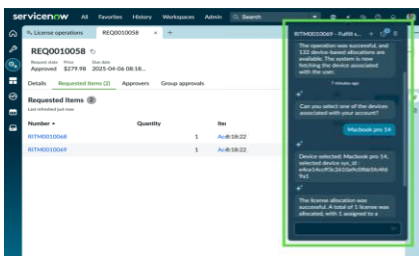 servicenow All Favorites History Workspaces Admin Search
License operations REQ0010058 × +
REQ0010058
Request state Price Due date
Approved $279.98 2025-04-06 08:18...
Details Requested Items (2) Approvers Group approvals
Requested Items 2
Last refreshed just now
Number Quantity
RITM0010068 1
RITM0010069 1
RITM0010069 - Fulfil s...
The operation was successful, and
132 device-based allocations are
available. The system is now
fetching the device associated
with the user.
7 minutes ago
Can you select one of the devices
associated with your account?
Macbook pro 14
Device selected: Macbook pro 14,
selected device sys_id :
The license allocation was
successful. A total of 1 license was
allocated, with 1 assigned to a